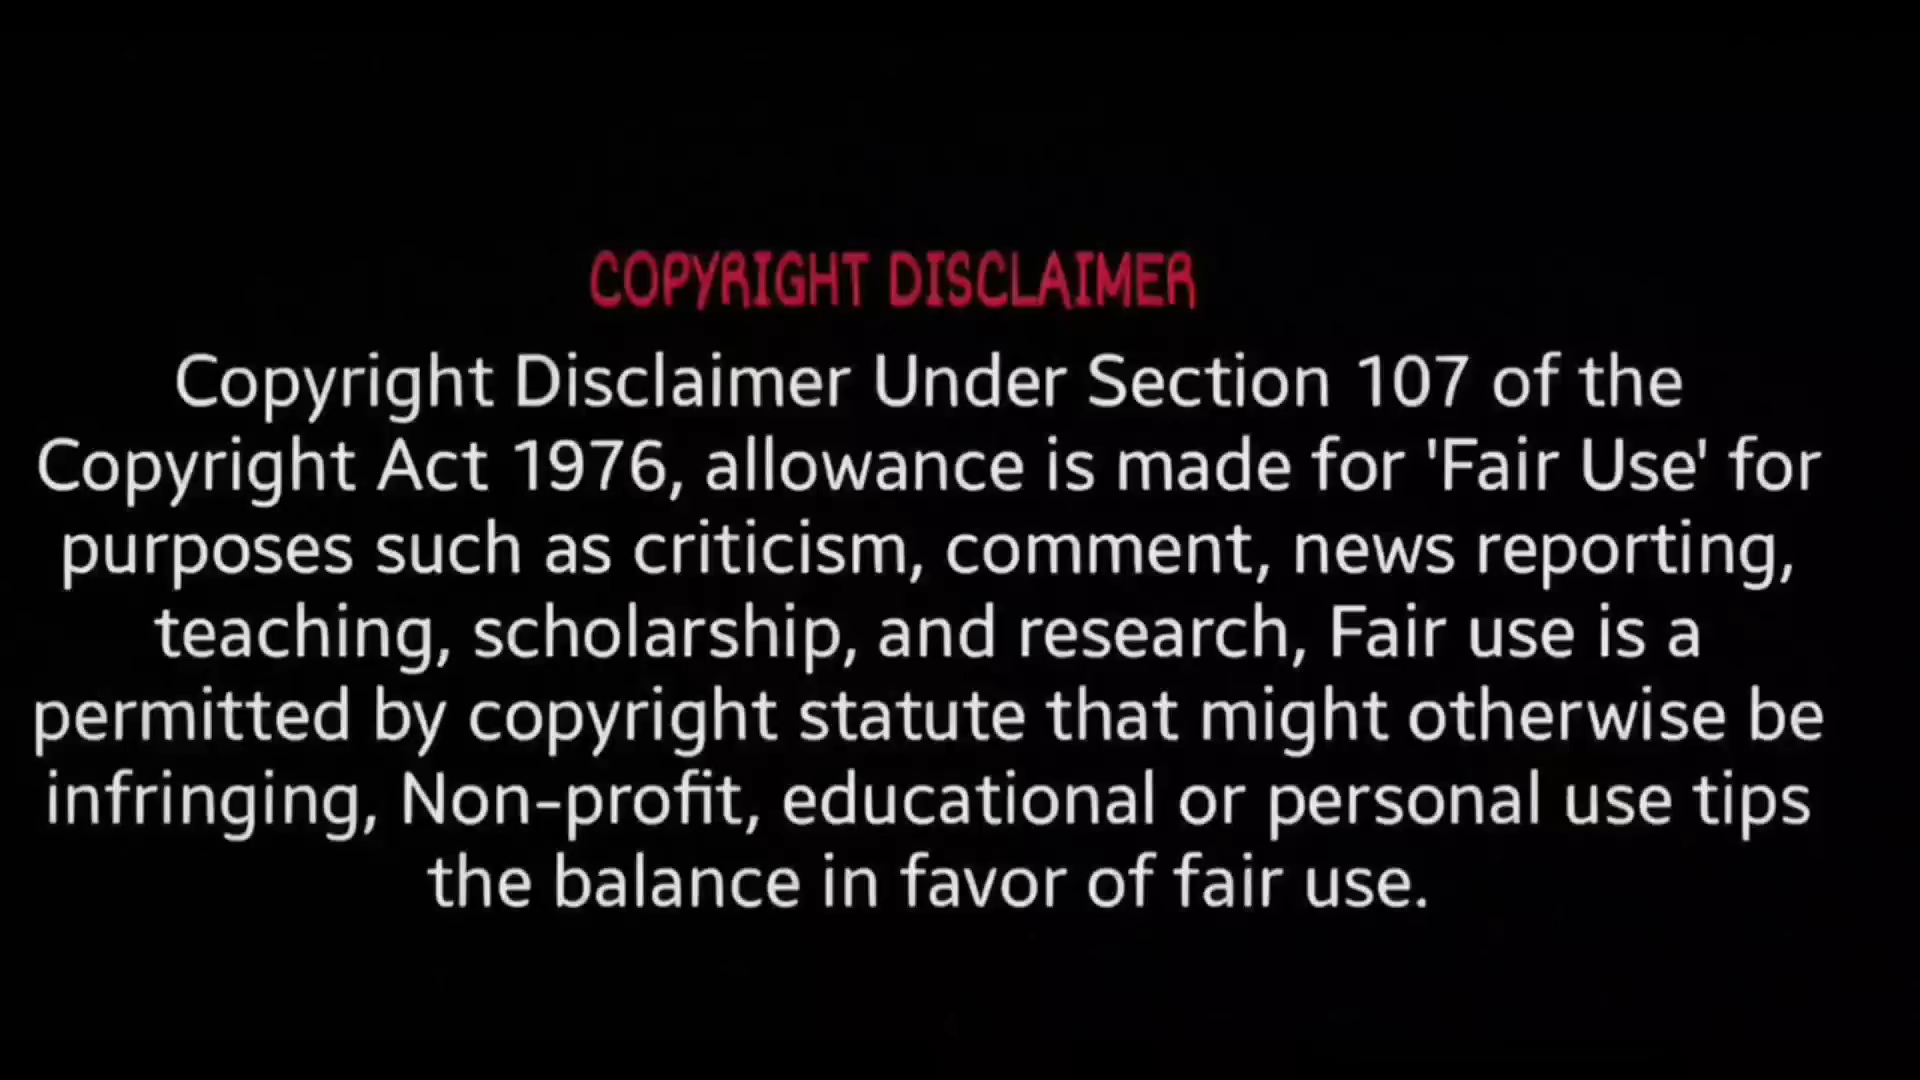 COPYRIGHT DISCLAIMER
Copyright Disclaimer Under Section 107 of the
Copyright Act 1976, allowance is made for 'Fair Use' for
purposes such as criticism, comment, news reporting,
teaching, scholarship, and research, Fair use is a
permitted by copyright statute that might otherwise be
infringing, Non-profit, educational or personal use tips
the balance in favor of fair use.